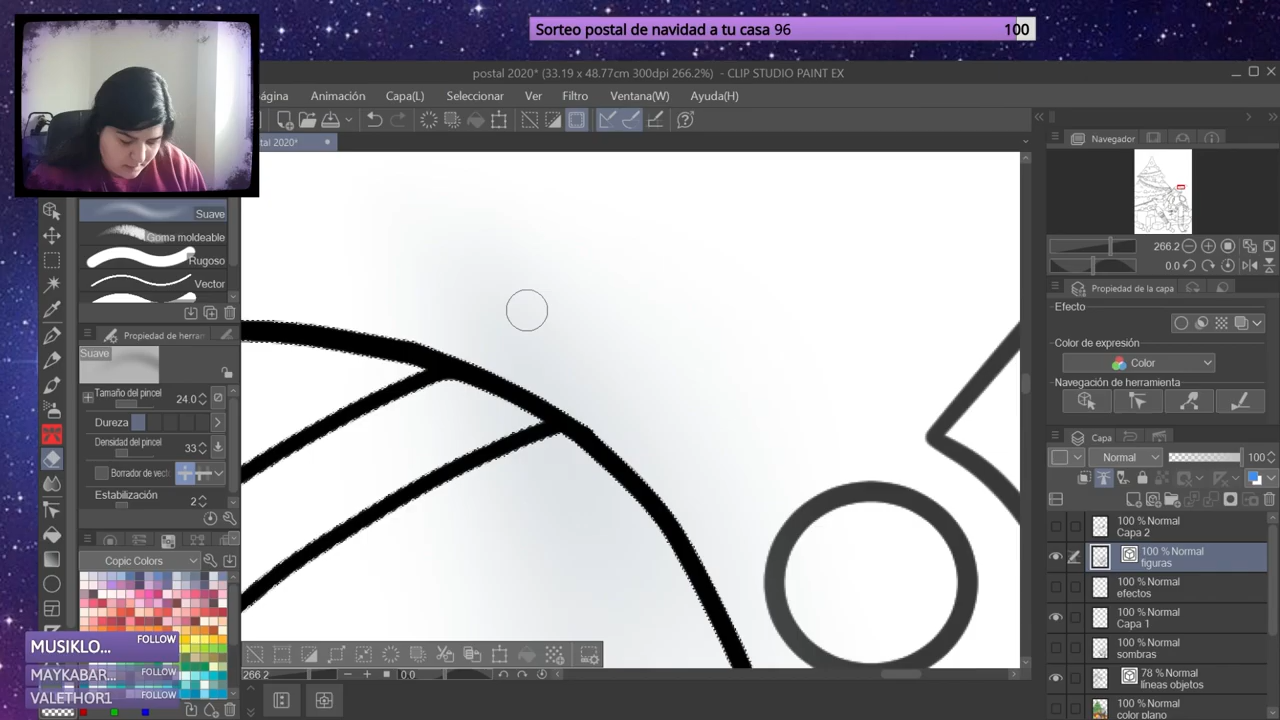 Sorteo postal de navidad a tu casa 96
100
postal 2020* (33.19 x 48.77cm 300dpi 266.2%) - CLIP STUDIO PAINT EX
ágina Animación Capa(L) Seleccionar Ver Filtro Ventana(W) Ayuda(H)
tal 2020*
Navegador
Suave
Goma moldeable
Rugoso
Vector
266.2
0.0
Propiedad de la capa
Efecto
Color de expresión
Color
Navegación de herramienta
Propiedad de herram
Suave
Tamaño del pincel
24.0
Dureza
Densidad del pincel
33
Borrador de vect
Estabilización
2
Capa
Normal 100
Copic Colors
100 % Normal
Capa 2
100 % Normal
figuras
100 % Normal
efectos
100 % Normal
Capa 1
100 % Normal
sombras
78 % Normal
líneas objetos
100 % Normal
color plano
MUSIKLO... FOLLOW
MAYKABAR... FOLLOW
VALETHOR1 FOLLOW
266.2 0.0